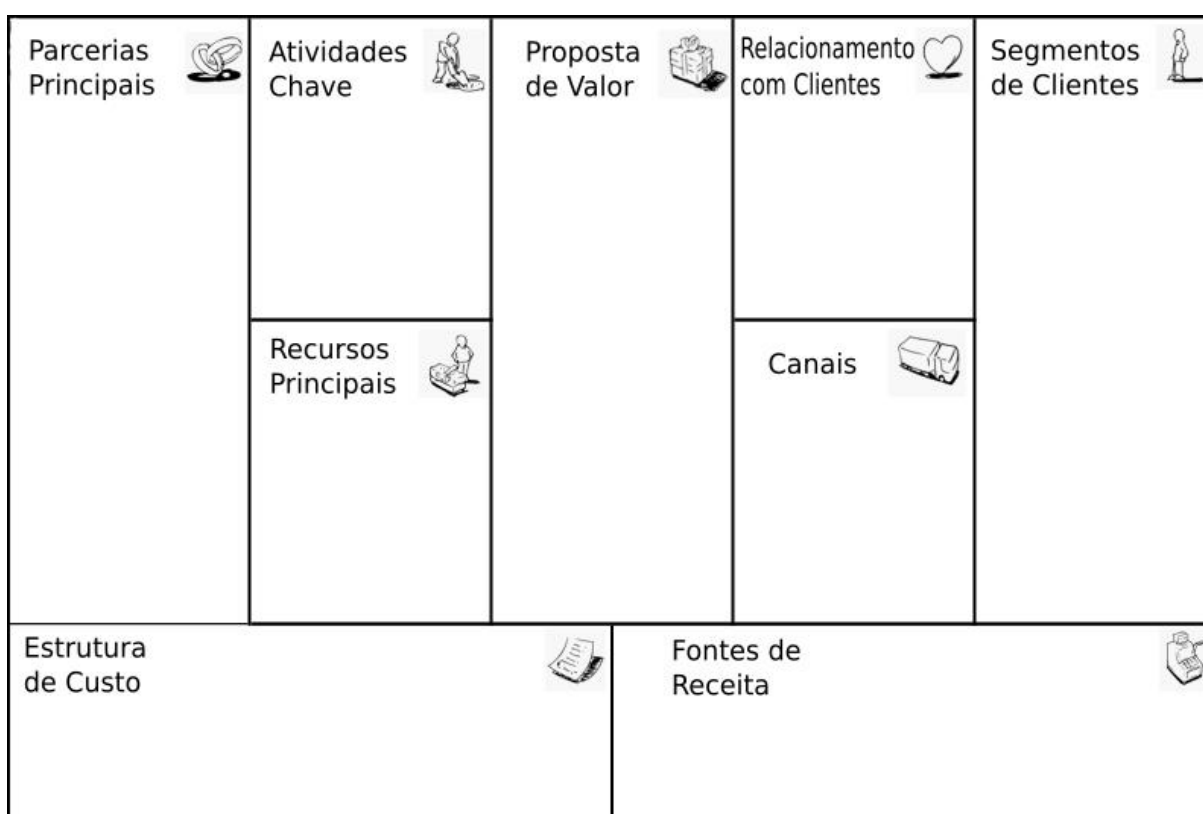 Parcerias
Principais
Atividades
Chave
Proposta
de Valor
Relacionamento
com Clientes
Segmentos
de Clientes
Recursos
Principais
Canais
Estrutura
de Custo
Fontes de
Receita